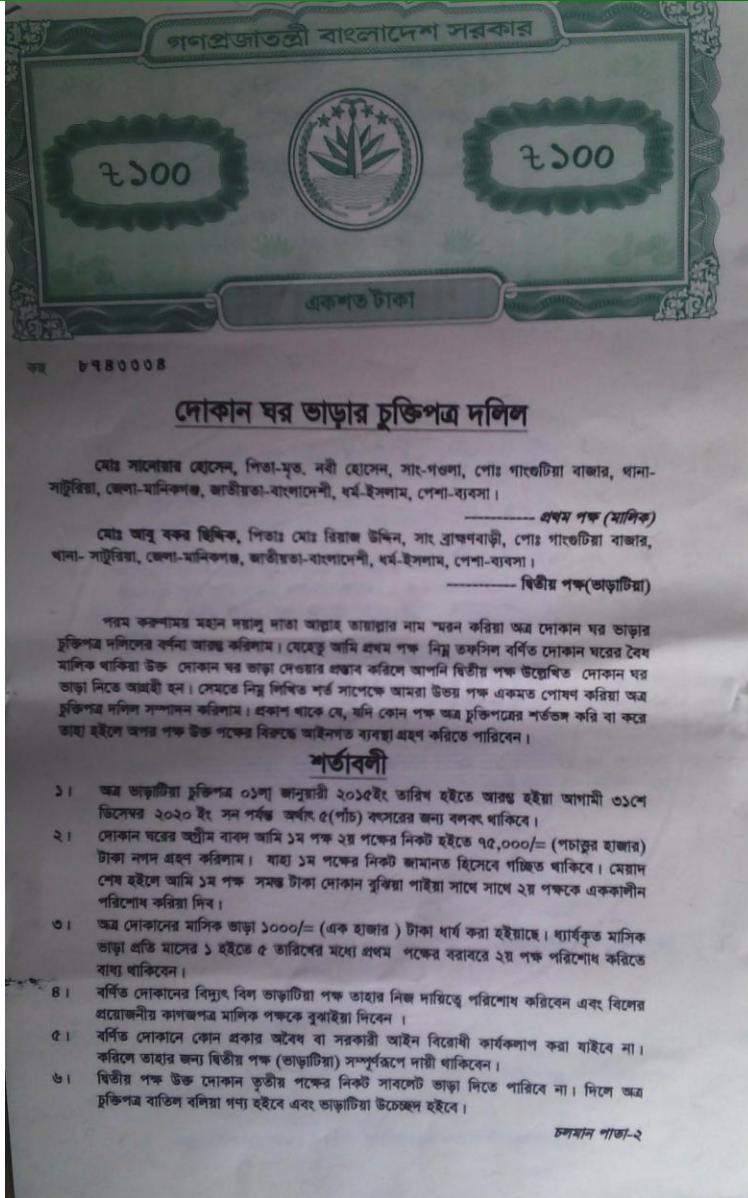 গণপ্রজাতন্ত্রী বাংলাদেশ সরকার
৳১০০
৳১০০
একশত টাকা
কছ ৮৭৪০০০৪
দোকান ঘর ভাড়ার চুক্তিপত্র দলিল
মোঃ সানোয়ার হোসেন, পিতা-মৃত. নবী হোসেন, সাং-পওলা, পোঃ গাংগুটিয়া বাজার, থানা-
সাটুরিয়া, জেলা-মানিকগঞ্জ, জাতীয়তা-বাংলাদেশী, ধর্ম-ইসলাম, পেশা-ব্যবসা।
------------ প্রথম পক্ষ (মালিক)
মোঃ আবু বকর ছিদ্দিক, পিতাঃ মোঃ রিয়াজ উদ্দিন, সাং ব্রাহ্মণবাড়ী, পোঃ গাংগুটিয়া বাজার,
থানা- সাটুরিয়া, জেলা-মানিকগঞ্জ, জাতীয়তা-বাংলাদেশী, ধর্ম-ইসলাম, পেশা-ব্যবসা।
------------ দ্বিতীয় পক্ষ(ভাড়াটিয়া)
পরম করুণাময় মহান দয়ালু দাতা আল্লাহ তায়াল্লার নাম স্মরন করিয়া অত্র দোকান ঘর ভাড়ার
চুক্তিপত্র দলিলের বর্ণনা আরম্ভ করিলাম। যেহেতু আমি প্রথম পক্ষ নিম্ন তফসিল বর্ণিত দোকান ঘরের বৈধ
মালিক থাকিয়া উক্ত দোকান ঘর ভাড়া দেওয়ার প্রস্তাব করিলে আপনি দ্বিতীয় পক্ষ উল্লেখিত দোকান ঘর
ভাড়া নিতে আগ্রহী হন। সেমতে নিম্ন লিখিত শর্ত সাপেক্ষে আমরা উভয় পক্ষ একমত পোষণ করিয়া অত্র
চুক্তিপত্র দলিল সম্পাদন করিলাম। প্রকাশ থাকে যে, যদি কোন পক্ষ অত্র চুক্তিপত্রের শর্তভঙ্গ করি বা করে
তাহা হইলে অপর পক্ষ উক্ত পক্ষের বিরুদ্ধে আইনগত ব্যবস্থা গ্রহণ করিতে পারিবেন।
শর্তাবলী
১। অত্র ভাড়াটিয়া চুক্তিপত্র ০১লা জানুয়ারী ২০১৫ইং তারিখ হইতে আরম্ভ হইয়া আগামী ৩১শে
ডিসেম্বর ২০২০ ইং সন পর্যন্ত অর্থাৎ ৫(পাঁচ) বৎসরের জন্য বলবৎ থাকিবে।
২। দোকান ঘরের অগ্রীম বাবদ আমি ১ম পক্ষ ২য় পক্ষের নিকট হইতে ৭৫,০০০/= (পচাত্তুর হাজার)
টাকা নগদ গ্রহণ করিলাম। যাহা ১ম পক্ষের নিকট জামানত হিসেবে গচ্ছিত থাকিবে। মেয়াদ
শেষ হইলে আমি ১ম পক্ষ সমস্ত টাকা দোকান বুঝিয়া পাইয়া সাথে সাথে ২য় পক্ষকে এককালীন
পরিশোধ করিয়া দিব।
৩। অত্র দোকানের মাসিক ভাড়া ১০০০/= (এক হাজার ) টাকা ধার্য করা হইয়াছে। ধ্যার্যকৃত মাসিক
ভাড়া প্রতি মাসের ১ হইতে ৫ তারিখের মধ্যে প্রথম পক্ষের বরাবরে ২য় পক্ষ পরিশোধ করিতে
বাধ্য থাকিবেন।
৪। বর্ণিত দোকানের বিদ্যুৎ বিল ভাড়াটিয়া পক্ষ তাহার নিজ দায়িত্বে পরিশোধ করিবেন এবং বিলের
প্রয়োজনীয় কাগজপত্র মালিক পক্ষকে বুঝাইয়া দিবেন ।
৫। বর্ণিত দোকানে কোন প্রকার অবৈধ বা সরকারী আইন বিরোধী কার্যকলাপ করা যাইবে না।
করিলে তাহার জন্য দ্বিতীয় পক্ষ (ভাড়াটিয়া) সম্পূর্ণরূপে দায়ী থাকিবেন।
৬। দ্বিতীয় পক্ষ উক্ত দোকান তৃতীয় পক্ষের নিকট সাবলেট ভাড়া দিতে পারিবে না। দিলে অত্র
চুক্তিপত্র বাতিল বলিয়া গণ্য হইবে এবং ভাড়াটিয়া উচেচ্ছদ হইবে।
চলমান পাতা-২